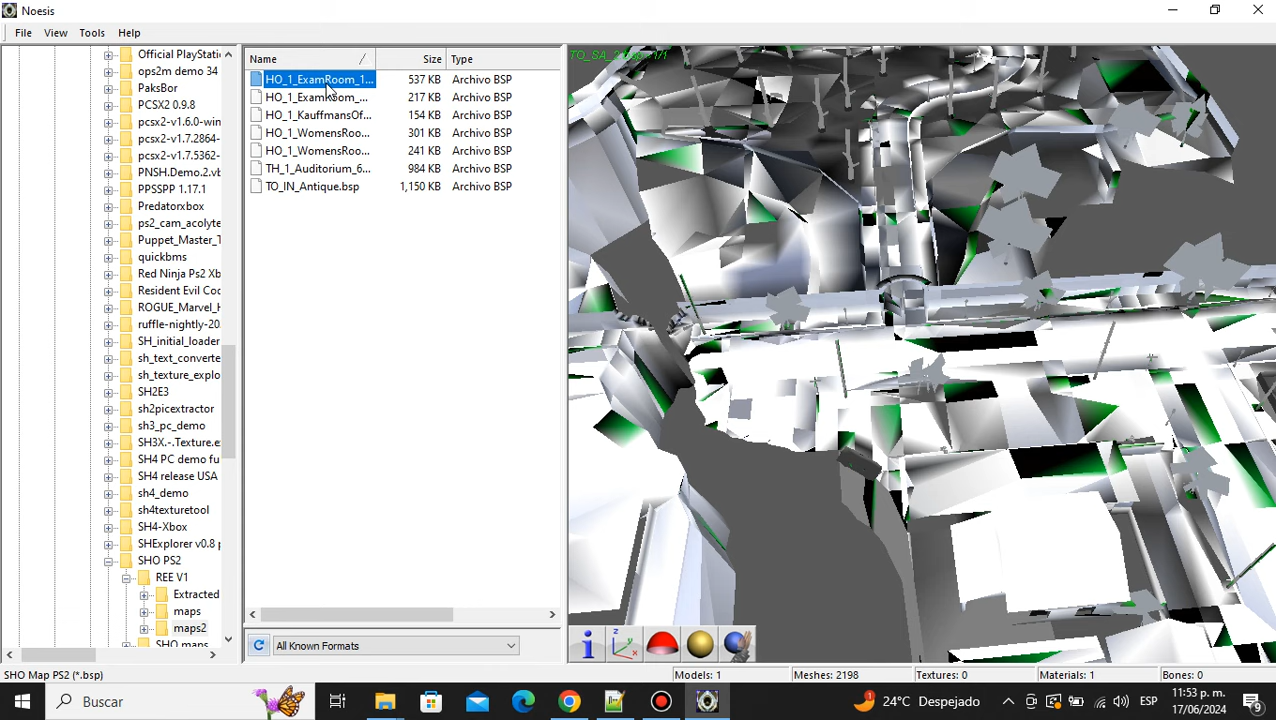 Noesis
File View Tools Help
Official PlayStati
ops2m demo 34
PaksBor
PCSX2 0.9.8
pcsx2-v1.6.0-win
pcsx2-v1.7.2864-
pcsx2-v1.7.5362-
PNSH.Demo.2.vb
PPSSPP 1.17.1
Predatorxbox
ps2_cam_acolyte
Puppet_Master_T
quickbms
Red Ninja Ps2 Xb
Resident Evil Coc
ROGUE_Marvel_H
ruffle-nightly-20
SH_initial_loader
sh_text_converte
sh_texture_explo
SH2E3
sh2picextractor
sh3_pc_demo
SH3X.-.Texture.e
SH4 PC demo fu
SH4 release USA
sh4_demo
sh4texturetool
SH4-Xbox
SHExplorer v0.8 p
SHO PS2
REE V1
Extracted
maps
maps2
SHO maps
Name Size Type
HO_1_ExamRoom_1... 537 KB Archivo BSP
HO_1_ExamRoom_... 217 KB Archivo BSP
HO_1_KauffmansOf... 154 KB Archivo BSP
HO_1_WomensRoo... 301 KB Archivo BSP
HO_1_WomensRoo... 241 KB Archivo BSP
TH_1_Auditorium_6... 984 KB Archivo BSP
TO_IN_Antique.bsp 1,150 KB Archivo BSP
All Known Formats
SHO Map PS2 (*.bsp) Models: 1 Meshes: 2198 Textures: 0 Materials: 1 Bones: 0
Buscar 24°C Despejado ESP 11:53 p. m.
17/06/2024
9